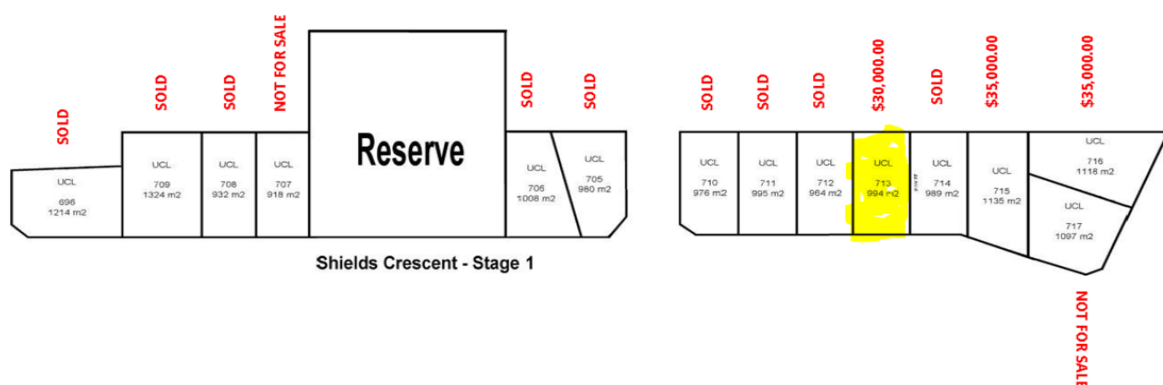 SOLD
SOLD
SOLD
NOT FOR SALE
SOLD
SOLD
SOLD
SOLD
SOLD
$30,000.00
SOLD
$35,000.00
$35,000.00
UCL
696
1214 m2
UCL
709
1324 m2
UCL
708
932 m2
UCL
707
918 m2
Reserve
UCL
706
1008 m2
UCL
705
980 m2
UCL
710
976 m2
UCL
711
995 m2
UCL
712
964 m2
UCL
713
994 m2
UCL
714
989 m2
UCL
715
1135 m2
UCL
716
1118 m2
UCL
717
1097 m2
Shields Crescent - Stage 1
NOT FOR SALE